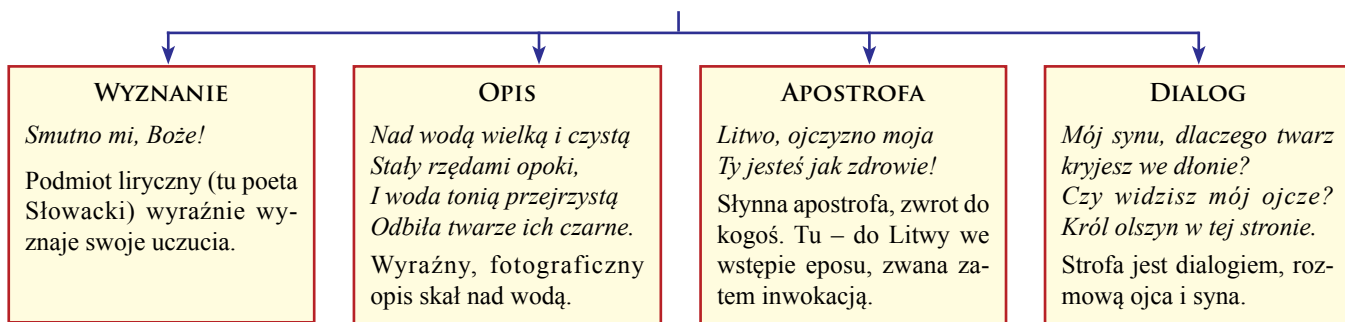 WYZNANIE
Smutno mi, Boże!
Podmiot liryczny (tu poeta
Słowacki) wyraźnie wy-
znaje swoje uczucia.
OPIS
Nad wodą wielką i czystą
Stały rzędami opoki,
I woda tonią przejrzystą
Odbiła twarze ich czarne.
Wyraźny, fotograficzny
opis skał nad wodą.
APOSTROFA
Litwo, ojczyzno moja
Ty jesteś jak zdrowie!
Słynna apostrofa, zwrot do
kogoś. Tu – do Litwy we
wstępie eposu, zwana za-
tem inwokacją.
DIALOG
Mój synu, dlaczego twarz
kryjesz we dłonie?
Czy widzisz mój ojcze?
Król olszyn w tej stronie.
Strofa jest dialogiem, roz-
mową ojca i syna.